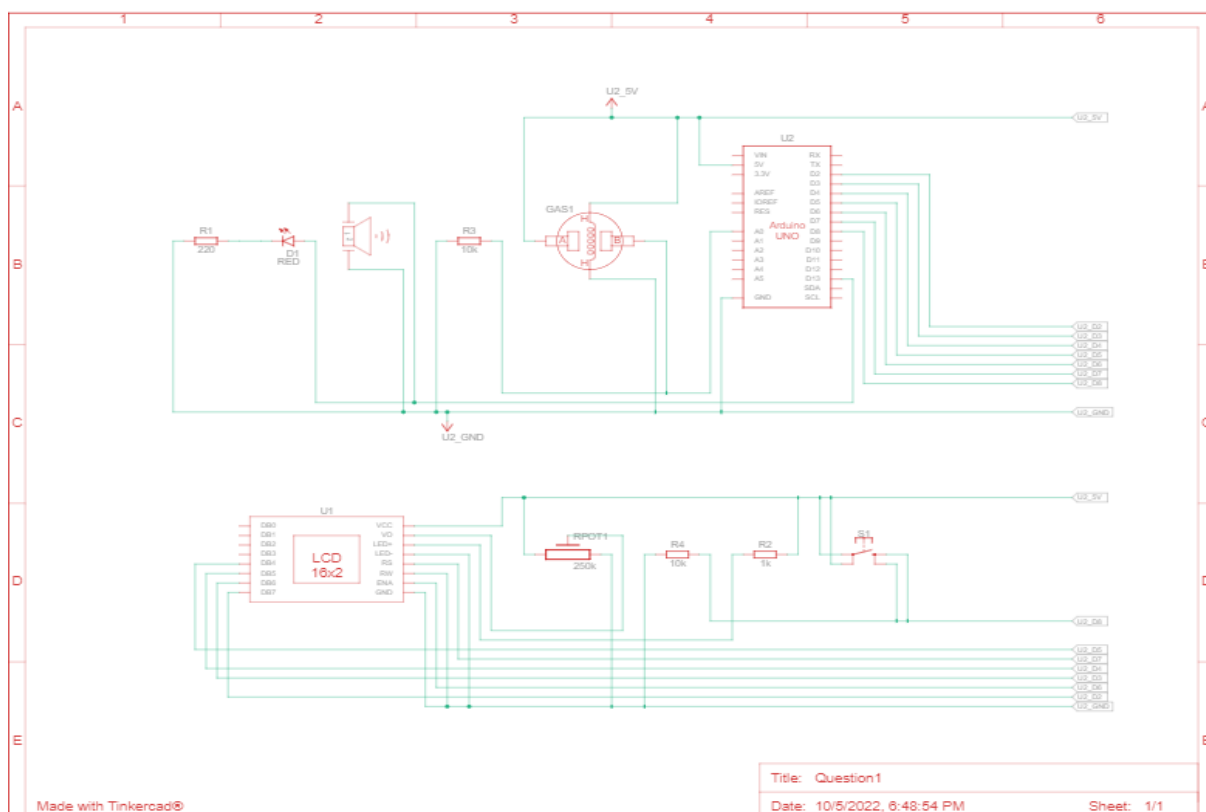 1 2 3 4 5 6
A
B
C
D
E
U2_5V
U2_5V
U2
VIN RX
5V TX
3.3V D2
D3
AREF D4
IOREF D5
RES D6
D7
A0 D8
A1 D9
A2 D10
A3 D11
A4 D12
A5 D13
SDA
GND SCL
Arduino
UNO
GAS1
H
A B
H
R1
220
D1
RED
R3
10k
U2_D2
U2_D3
U2_D4
U2_D5
U2_D6
U2_D7
U2_D8
U2_GND
U2_GND
U2_5V
U1
DB0 VCC
DB1 VO
DB2 LED+
DB3 LED-
DB4 RS
DB5 RW
DB6 ENA
DB7 GND
LCD
16x2
RPOT1
250k
R4
10k
R2
1k
S1
U2_D8
U2_D5
U2_D7
U2_D4
U2_D3
U2_D6
U2_D2
U2_GND
Title: Question1
Made with Tinkercad®
Date: 10/5/2022, 6:48:54 PM Sheet: 1/1